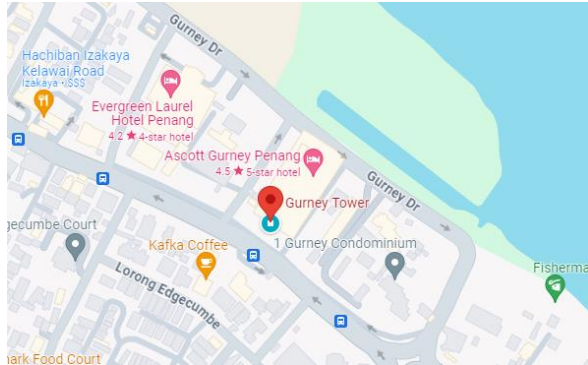 Gurney Dr
Hachiban Izakaya
Kelawai Road
Izakaya • $$$
Evergreen Laurel
Hotel Penang
4.2 ★ 4-star hotel
Ascott Gurney Penang
4.5 ★ 5-star hotel
Gurney Tower
Gurney Dr
gecumbe Court
Kafka Coffee
1 Gurney Condominium
Lorong Edgecumbe
Fisherma
nark Food Court